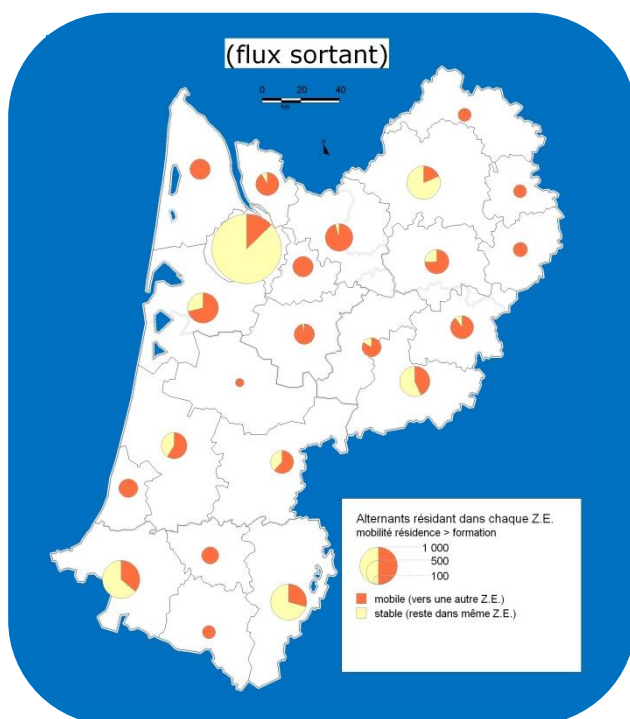 (flux sortant)
0 20 40
km
Alternants résidant dans chaque Z.E.
mobilité résidence > formation
1 000
500
100
mobile (vers une autre Z.E.)
stable (reste dans même Z.E.)